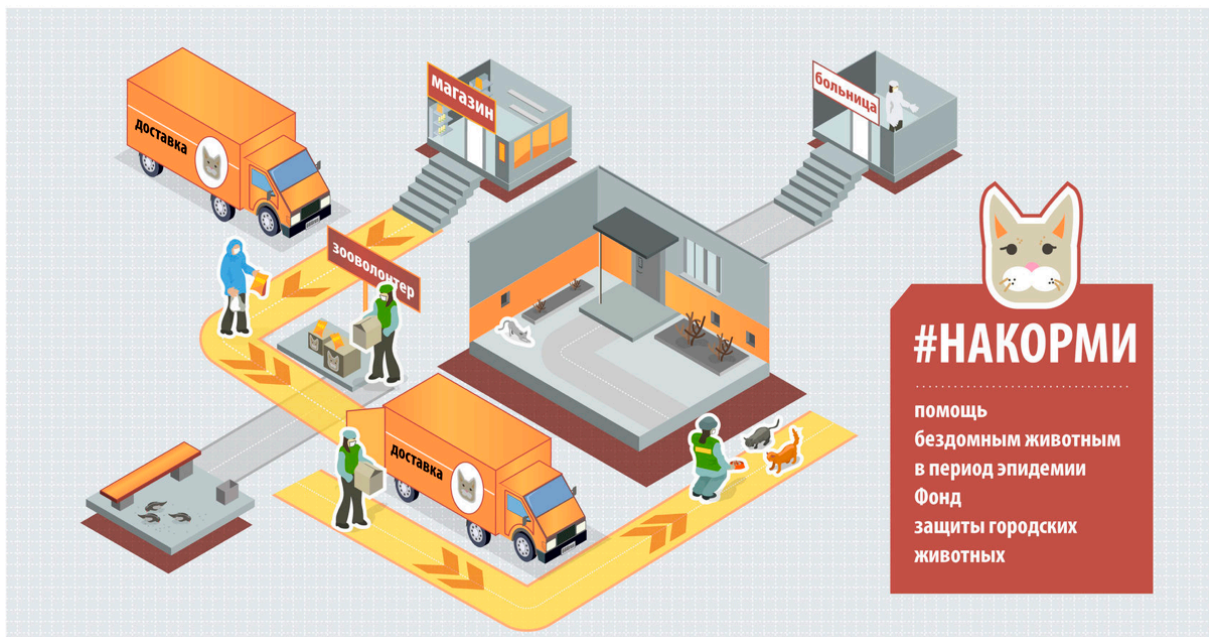 магазин
больница
доставка
зооволонтер
доставка
#НАКОРМИ
помощь
бездомным животным
в период эпидемии
Фонд
защиты городских
животных